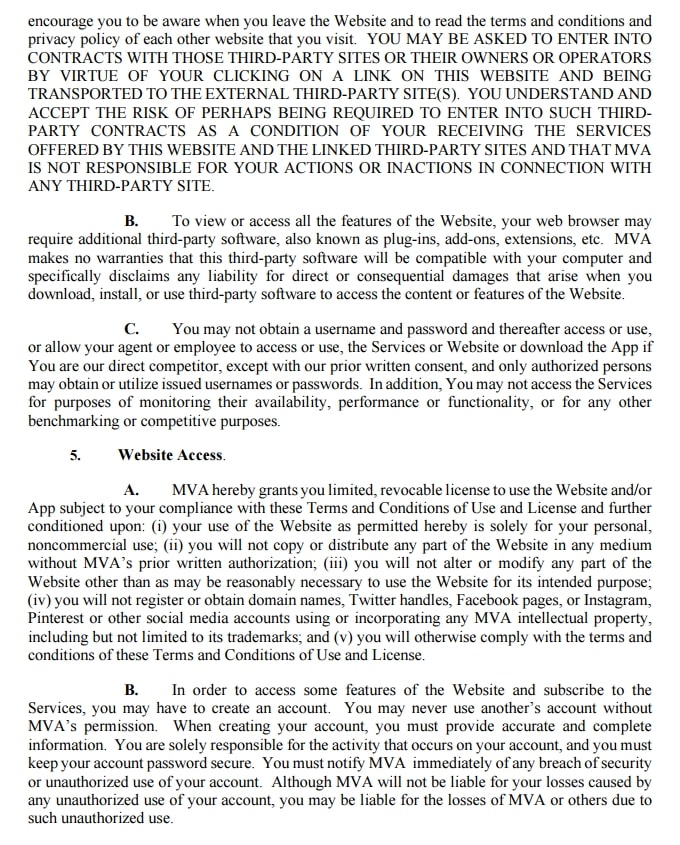 encourage you to be aware when you leave the Website and to read the terms and conditions and
privacy policy of each other website that you visit. YOU MAY BE ASKED TO ENTER INTO
CONTRACTS WITH THOSE THIRD-PARTY SITES OR THEIR OWNERS OR OPERATORS
BY VIRTUE OF YOUR CLICKING ON A LINK ON THIS WEBSITE AND BEING
TRANSPORTED TO THE EXTERNAL THIRD-PARTY SITE(S). YOU UNDERSTAND AND
ACCEPT THE RISK OF PERHAPS BEING REQUIRED TO ENTER INTO SUCH THIRD-
PARTY CONTRACTS AS A CONDITION OF YOUR RECEIVING THE SERVICES
OFFERED BY THIS WEBSITE AND THE LINKED THIRD-PARTY SITES AND THAT MVA
IS NOT RESPONSIBLE FOR YOUR ACTIONS OR INACTIONS IN CONNECTION WITH
ANY THIRD-PARTY SITE.
B. To view or access all the features of the Website, your web browser may
require additional third-party software, also known as plug-ins, add-ons, extensions, etc. MVA
makes no warranties that this third-party software will be compatible with your computer and
specifically disclaims any liability for direct or consequential damages that arise when you
download, install, or use third-party software to access the content or features of the Website.
C. You may not obtain a username and password and thereafter access or use,
or allow your agent or employee to access or use, the Services or Website or download the App if
You are our direct competitor, except with our prior written consent, and only authorized persons
may obtain or utilize issued usernames or passwords. In addition, You may not access the Services
for purposes of monitoring their availability, performance or functionality, or for any other
benchmarking or competitive purposes.
5. Website Access.
A. MVA hereby grants you limited, revocable license to use the Website and/or
App subject to your compliance with these Terms and Conditions of Use and License and further
conditioned upon: (i) your use of the Website as permitted hereby is solely for your personal,
noncommercial use; (ii) you will not copy or distribute any part of the Website in any medium
without MVA's prior written authorization; (iii) you will not alter or modify any part of the
Website other than as may be reasonably necessary to use the Website for its intended purpose;
(iv) you will not register or obtain domain names, Twitter handles, Facebook pages, or Instagram,
Pinterest or other social media accounts using or incorporating any MVA intellectual property,
including but not limited to its trademarks; and (v) you will otherwise comply with the terms and
conditions of these Terms and Conditions of Use and License.
B. In order to access some features of the Website and subscribe to the
Services, you may have to create an account. You may never use another's account without
MVA's permission. When creating your account, you must provide accurate and complete
information. You are solely responsible for the activity that occurs on your account, and you must
keep your account password secure. You must notify MVA immediately of any breach of security
or unauthorized use of your account. Although MVA will not be liable for your losses caused by
any unauthorized use of your account, you may be liable for the losses of MVA or others due to
such unauthorized use.